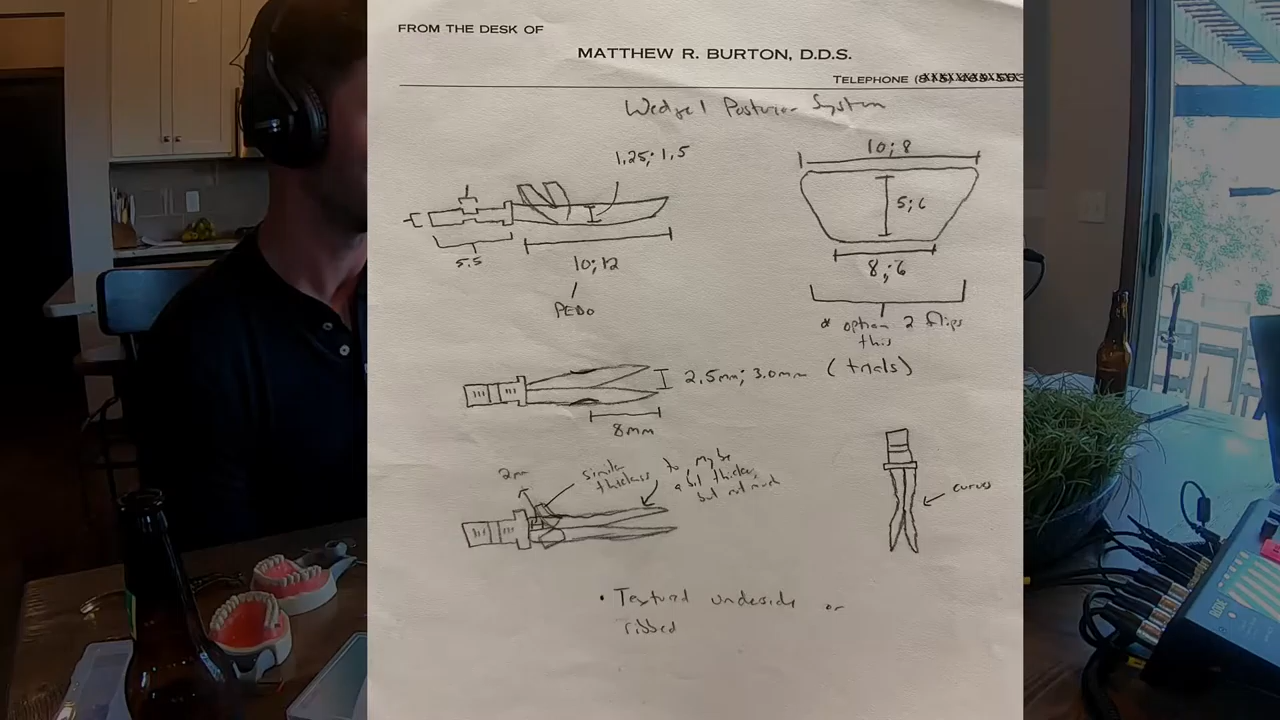 FROM THE DESK OF
MATTHEW R. BURTON, D.D.S.
TELEPHONE (8
Wedge1 Posterior System
1.25; 1.5
10; 8
5; 6
5.5
10; 12
8; 6
PEDO
* option 2 flips
this
2.5mm; 3.0mm (trials)
8mm
2mm
similar
thickness
to maybe
a bit thicker,
but not much
curves
• Textured underside or
ribbed